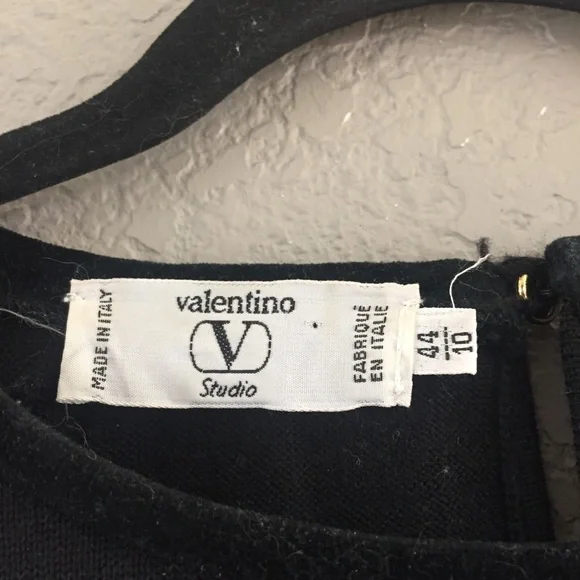 MADE IN ITALY
valentino
V
Studio
FABRIQUÉ
EN ITALIE
44
10